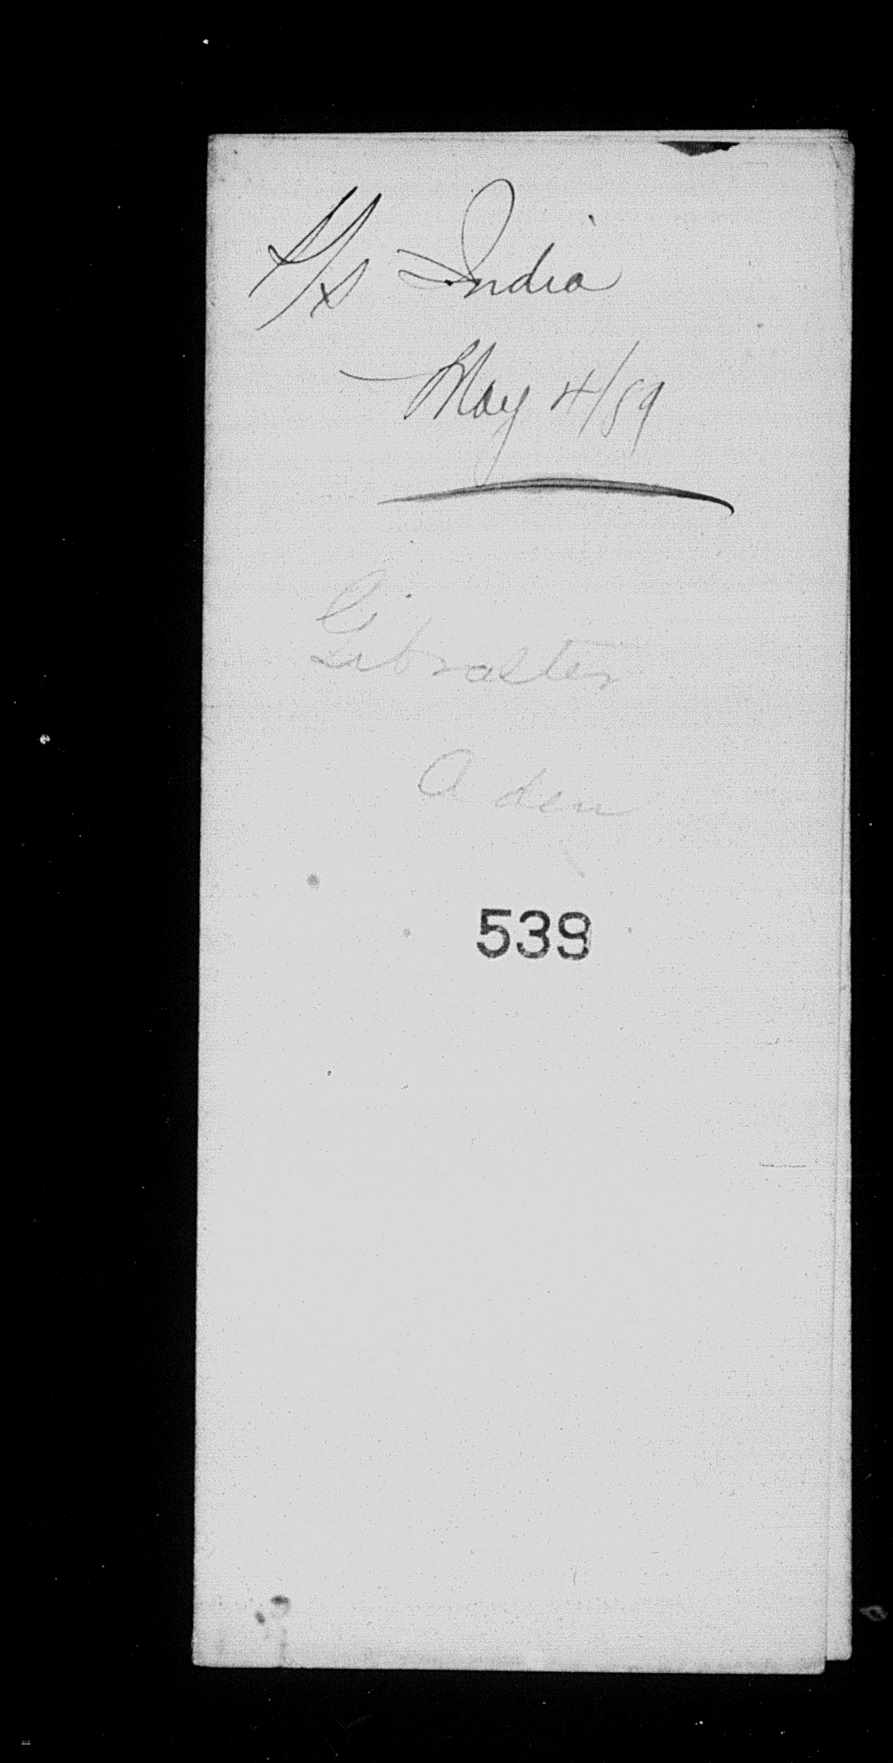 S/S India
May 4/89
Gibralter
Aden
539